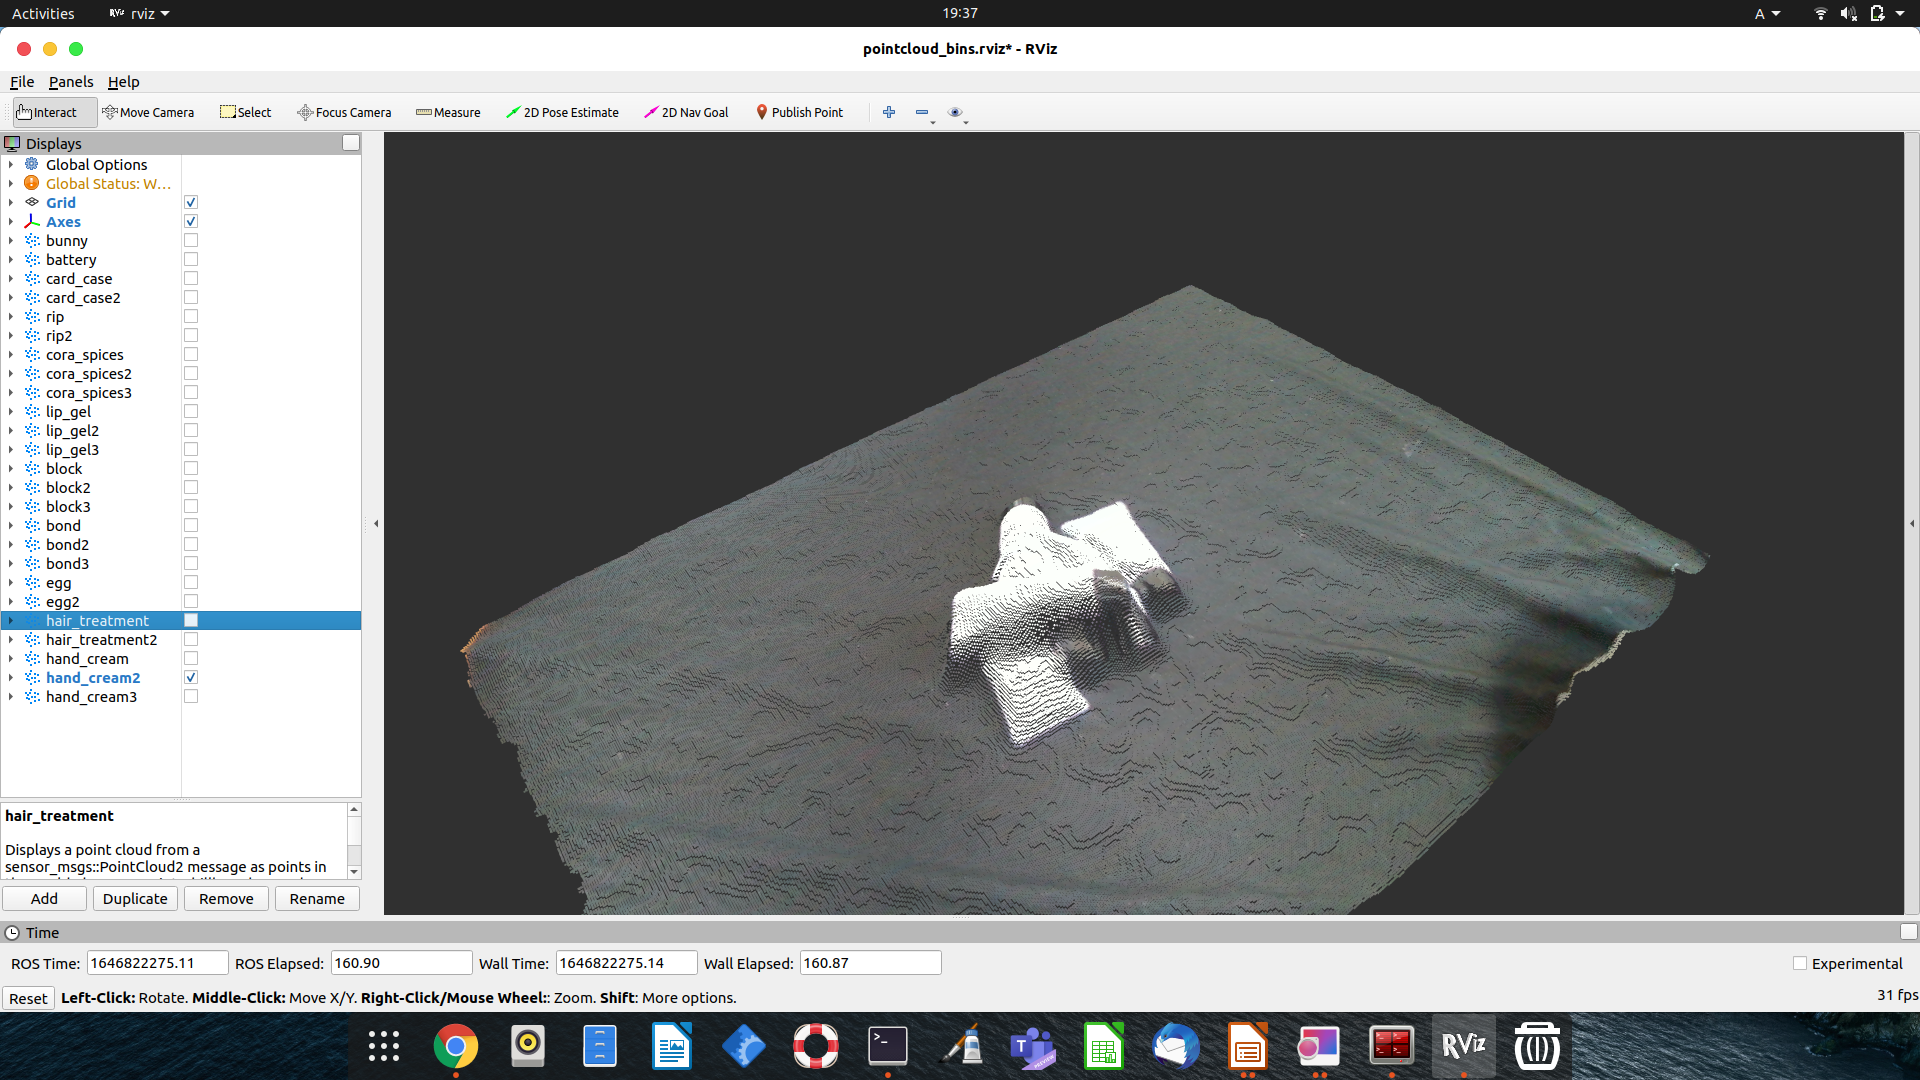 Activities
RViz rviz
19:37
A
pointcloud_bins.rviz* - RViz
File Panels Help
Interact Move Camera Select Focus Camera Measure 2D Pose Estimate 2D Nav Goal Publish Point
Displays
Global Options
Global Status: W...
Grid
Axes
bunny
battery
card_case
card_case2
rip
rip2
cora_spices
cora_spices2
cora_spices3
lip_gel
lip_gel2
lip_gel3
block
block2
block3
bond
bond2
bond3
egg
egg2
hair_treatment
hair_treatment2
hand_cream
hand_cream2
hand_cream3
hair_treatment
Displays a point cloud from a
sensor_msgs::PointCloud2 message as points in
Add Duplicate Remove Rename
Time
ROS Time: 1646822275.11 ROS Elapsed: 160.90 Wall Time: 1646822275.14 Wall Elapsed: 160.87 Experimental
Reset Left-Click: Rotate. Middle-Click: Move X/Y. Right-Click/Mouse Wheel:: Zoom. Shift: More options. 31 fps
>_
T
PREVIEW
RViz